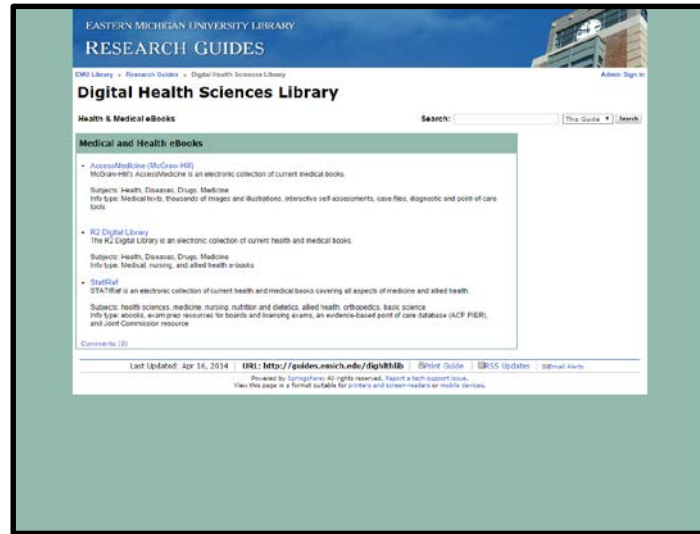 EASTERN MICHIGAN UNIVERSITY LIBRARY
RESEARCH GUIDES
EMU Library » Research Guides » Digital Health Sciences Library Admin Sign In
Digital Health Sciences Library
Health & Medical eBooks Search: This Guide Search
Medical and Health eBooks
AccessMedicine (McGraw-Hill)
McGraw-Hill's AccessMedicine is an electronic collection of current medical books.
Subjects: Health, Diseases, Drugs, Medicine
Info type: Medical texts, thousands of images and illustrations, interactive self-assessments, case files, diagnostic and point-of-care
tools
R2 Digital Library
The R2 Digital Library is an electronic collection of current health and medical books.
Subjects: Health, Diseases, Drugs, Medicine
Info type: Medical, nursing, and allied health e-books
Stat!Ref
STAT!Ref is an electronic collection of current health and medical books covering all aspects of medicine and allied health.
Subjects: health sciences, medicine, nursing, nutrition and dietetics, allied health, orthopedics, basic science
Info type: ebooks, exam prep resources for boards and licensing exams, an evidence-based point of care database (ACP PIER),
and Joint Commission resource
Comments (0)
Last Updated: Apr 16, 2014 | URL: http://guides.emich.edu/dighlthlib | Print Guide | RSS Updates | Email Alerts
Powered by Springshare; All rights reserved. Report a tech support issue.
View this page in a format suitable for printers and screen-readers or mobile devices.